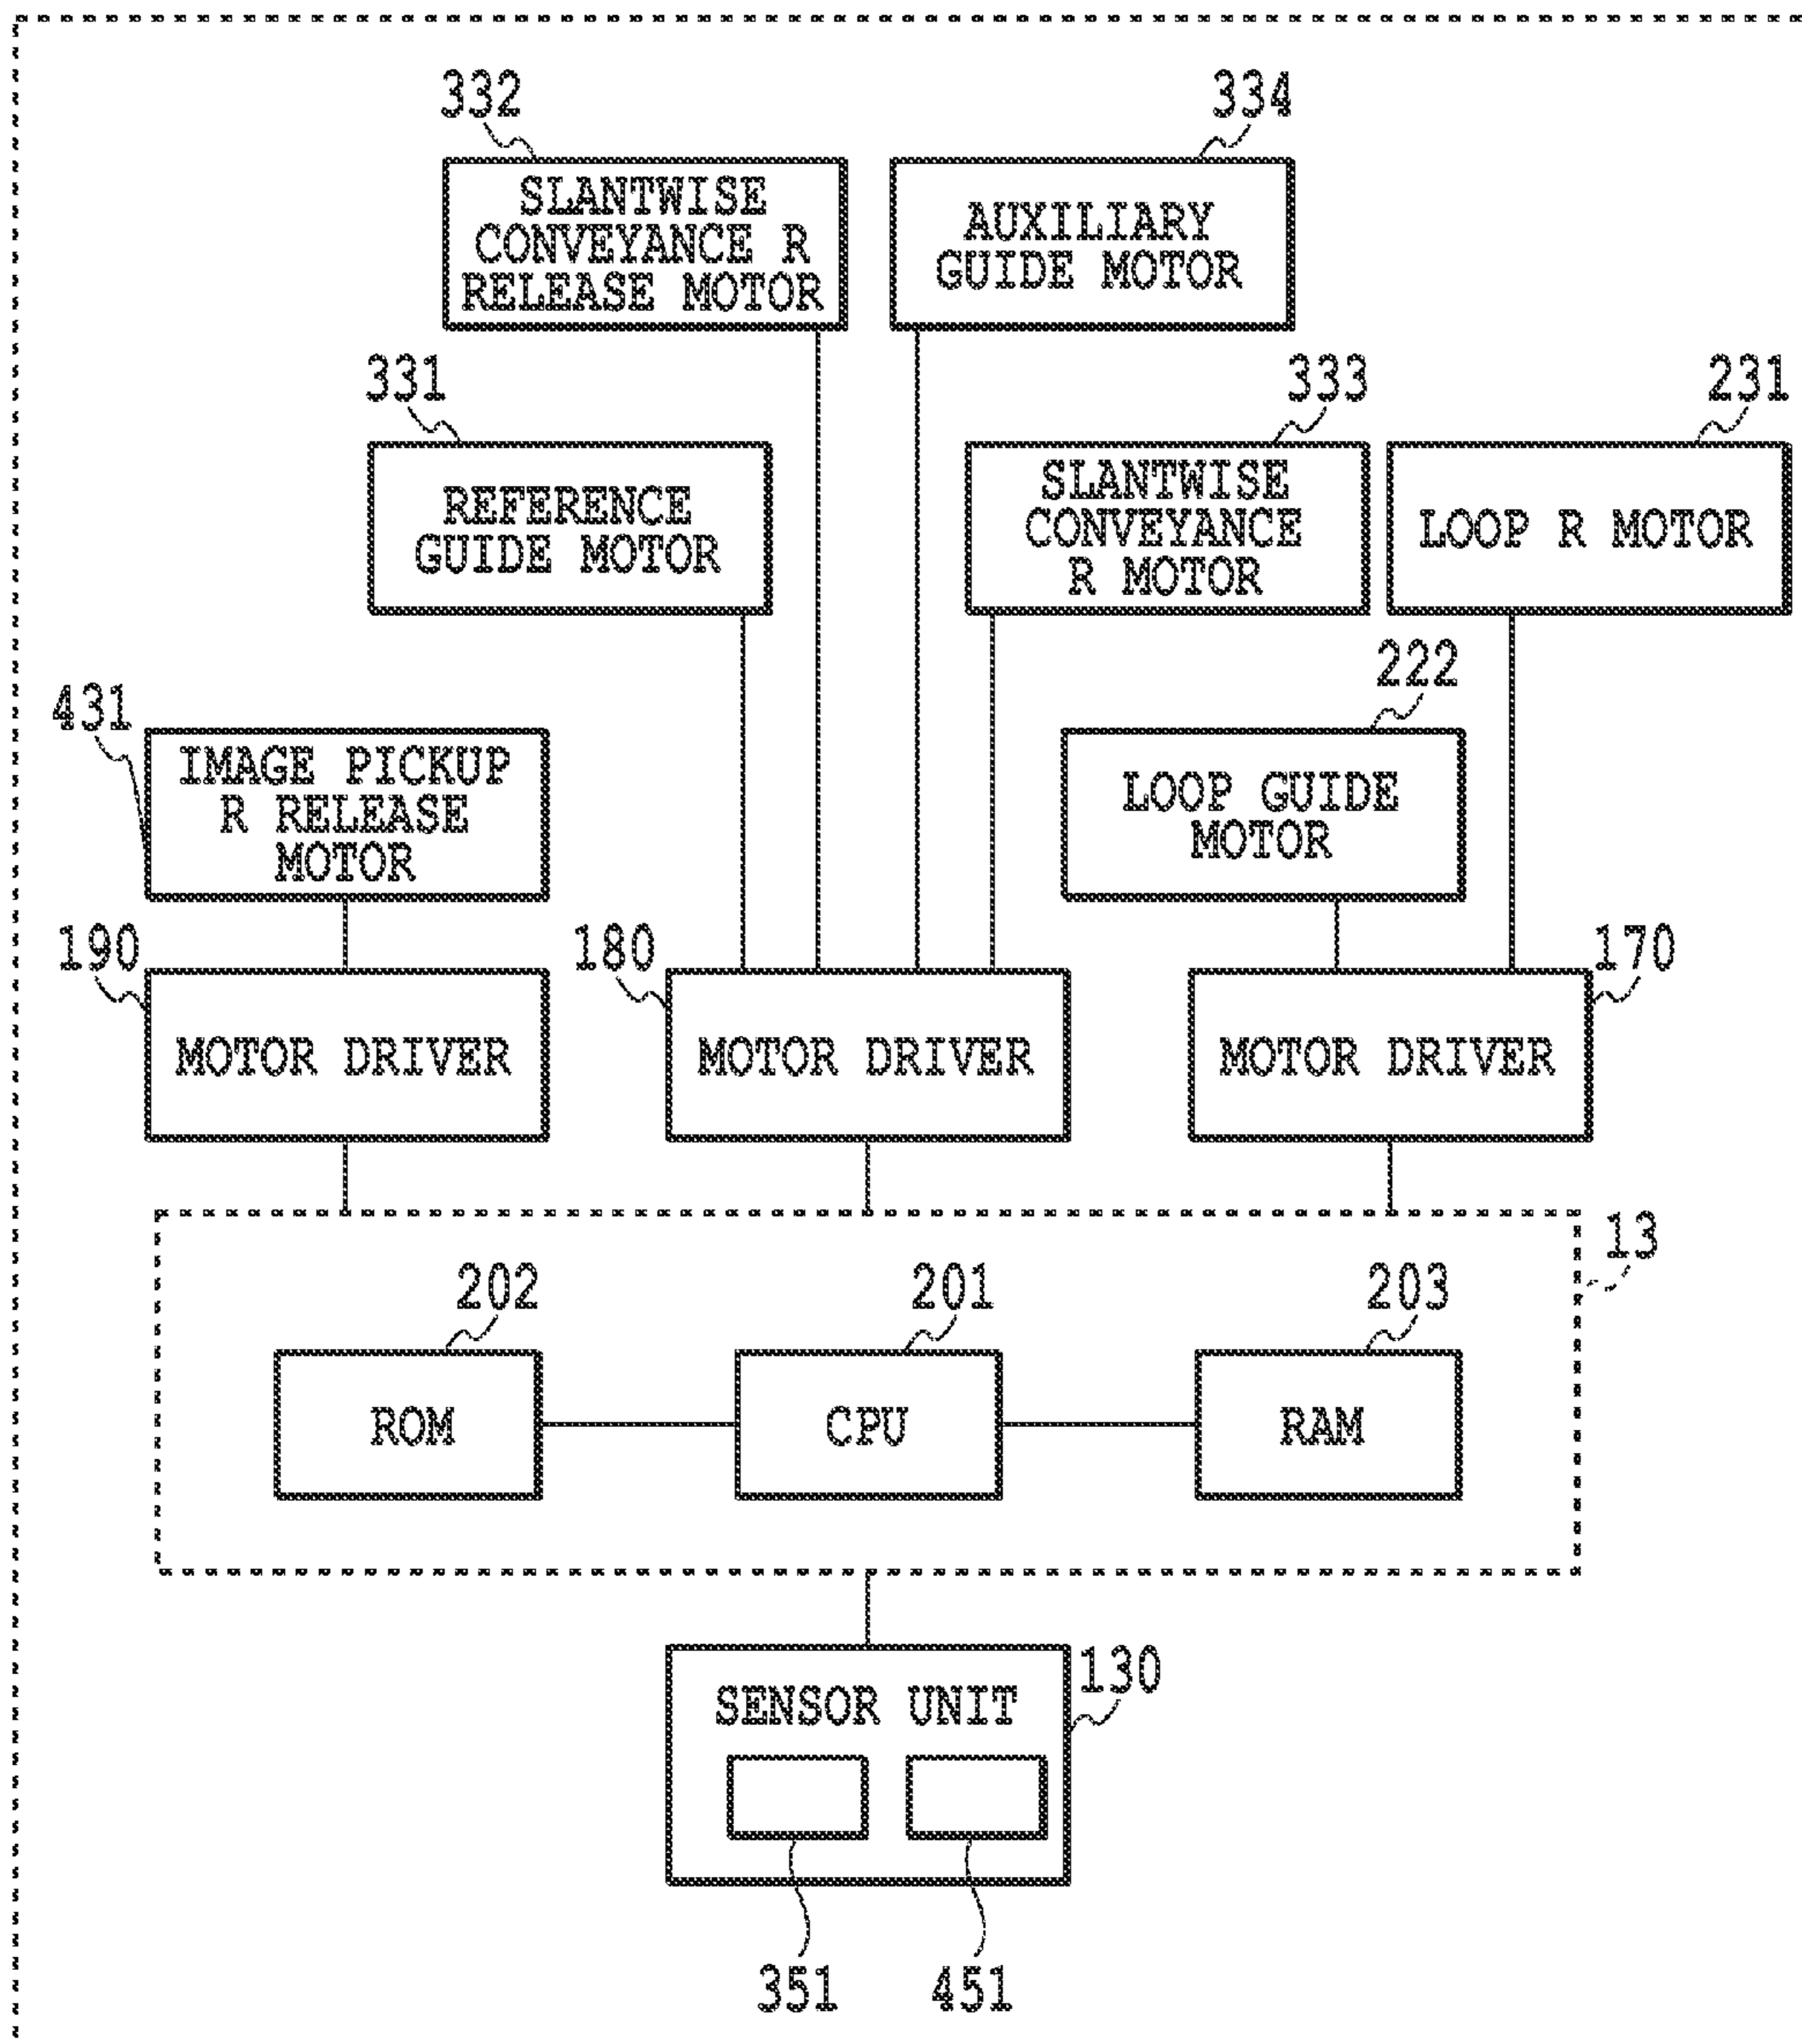 332
334
SLANTWISE
CONVEYANCE R
RELEASE MOTOR
AUXILIARY
GUIDE MOTOR
331
333
231
REFERENCE
GUIDE MOTOR
SLANTWISE
CONVEYANCE
R MOTOR
LOOP R MOTOR
222
431
IMAGE PICKUP
R RELEASE
MOTOR
LOOP GUIDE
MOTOR
190
180
170
MOTOR DRIVER
MOTOR DRIVER
MOTOR DRIVER
13
202
201
203
ROM
CPU
RAM
130
SENSOR UNIT
351
451